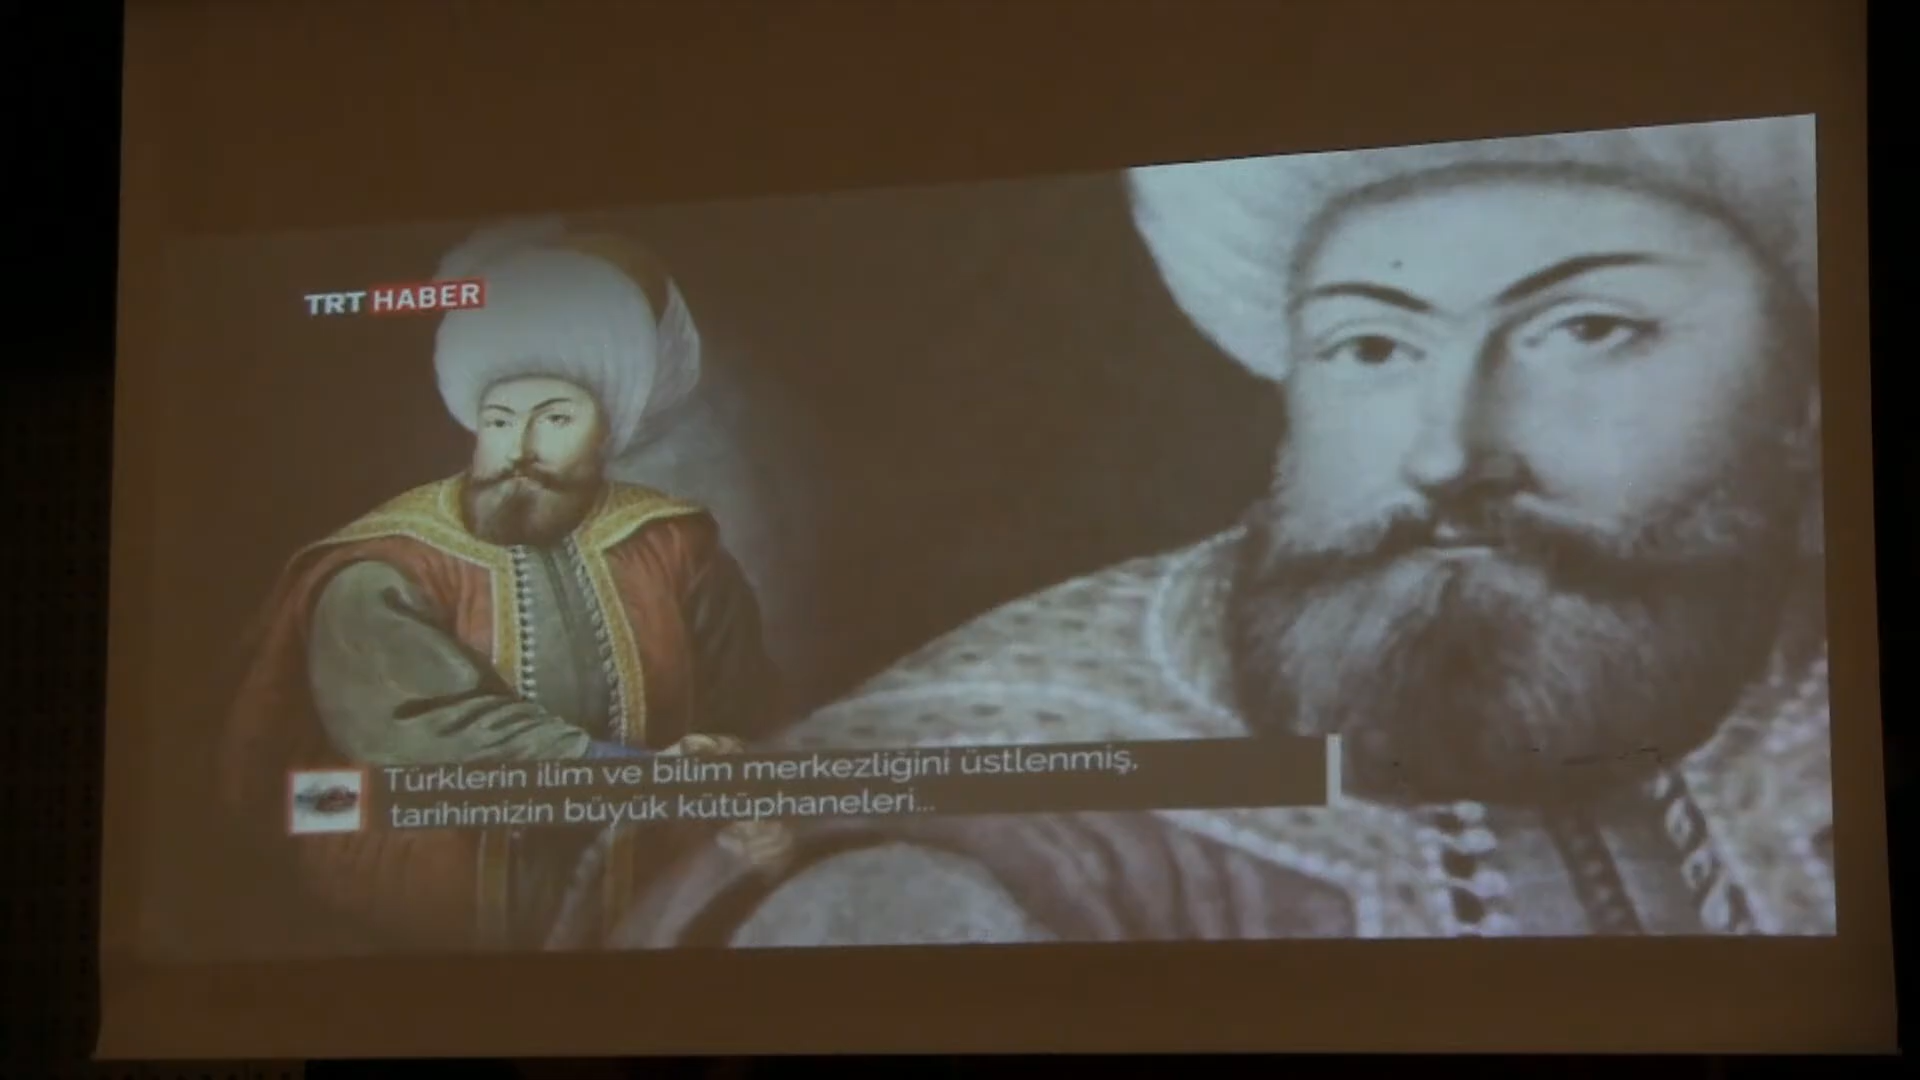 TRT HABER
Türklerin ilim ve bilim merkezliğini üstlenmiş,
tarihimizin büyük kütüphaneleri...